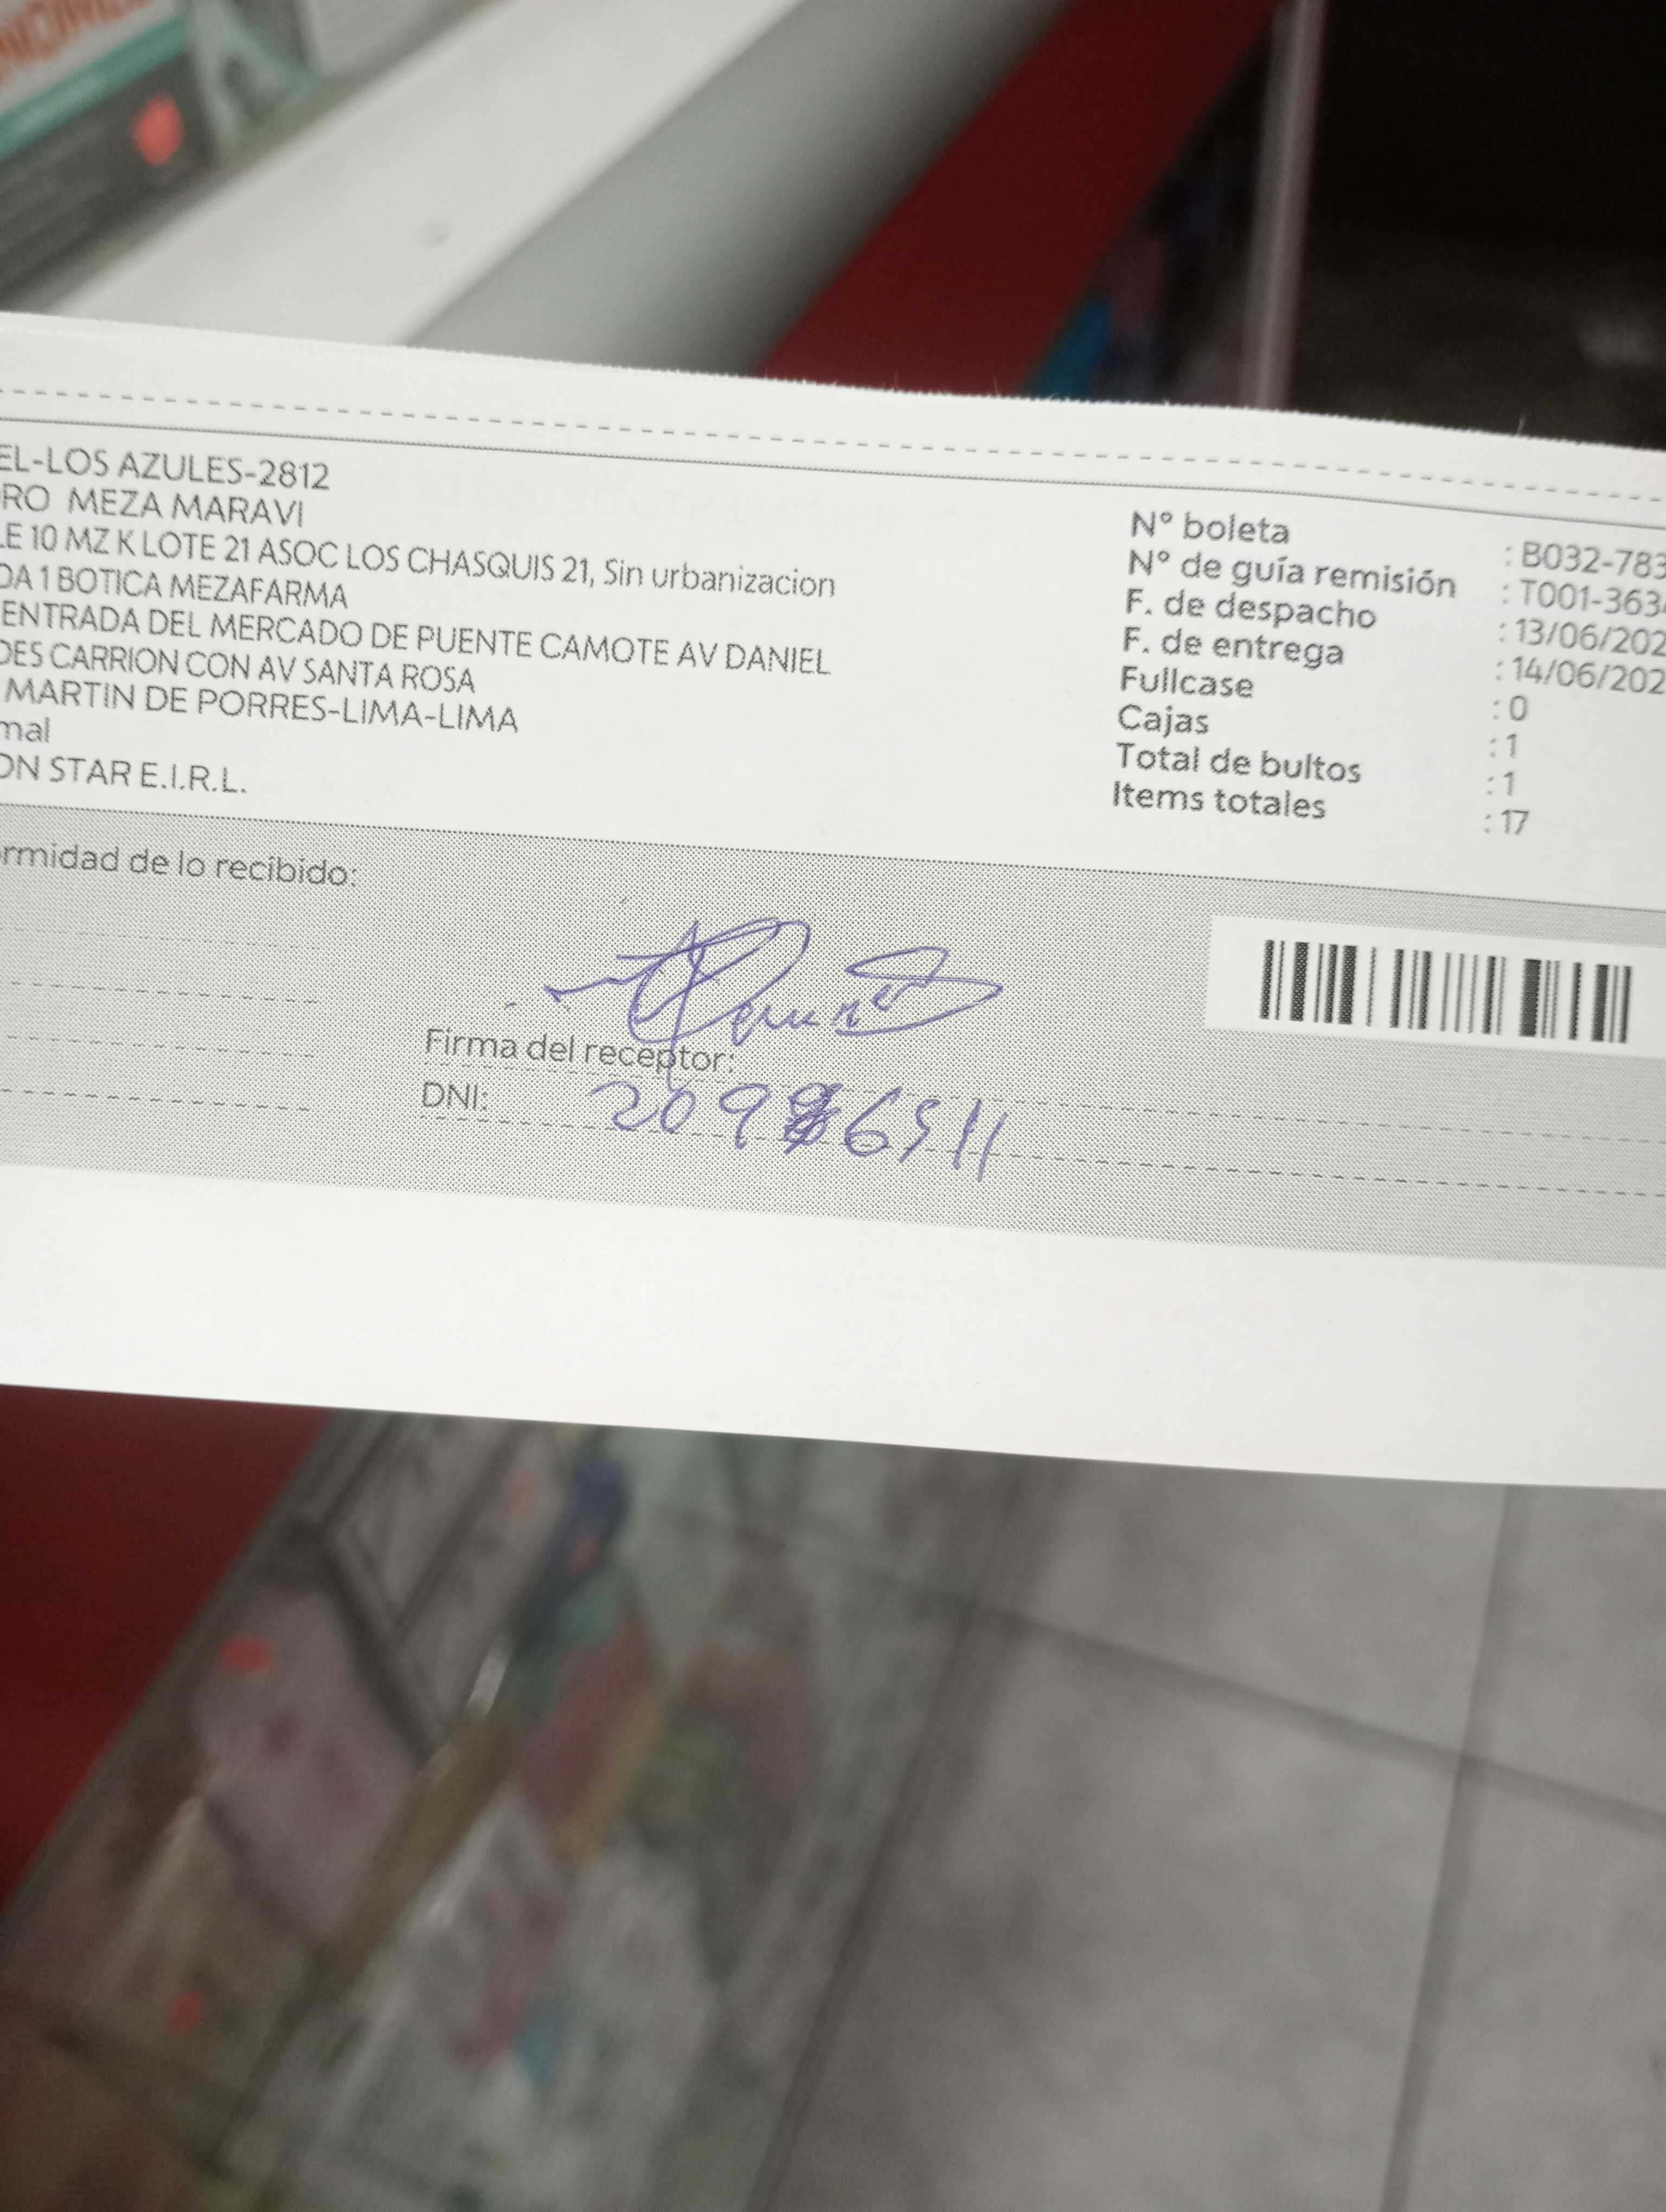 EL-LOS AZULES-2812
RO MEZA MARAVI
LE 10 MZ K LOTE 21 ASOC LOS CHASQUIS 21, Sin urbanizacion
DA 1 BOTICA MEZAFARMA
ENTRADA DEL MERCADO DE PUENTE CAMOTE AV DANIEL
DES CARRION CON AV SANTA ROSA
MARTIN DE PORRES-LIMA-LIMA
mal
ON STAR E.I.R.L.
N° boleta : B032-783
N° de guía remisión : T001-363
F. de despacho : 13/06/202
F. de entrega : 14/06/202
Fullcase : 0
Cajas : 1
Total de bultos : 1
Items totales : 17
ormidad de lo recibido:
Firma del receptor:
DNI: